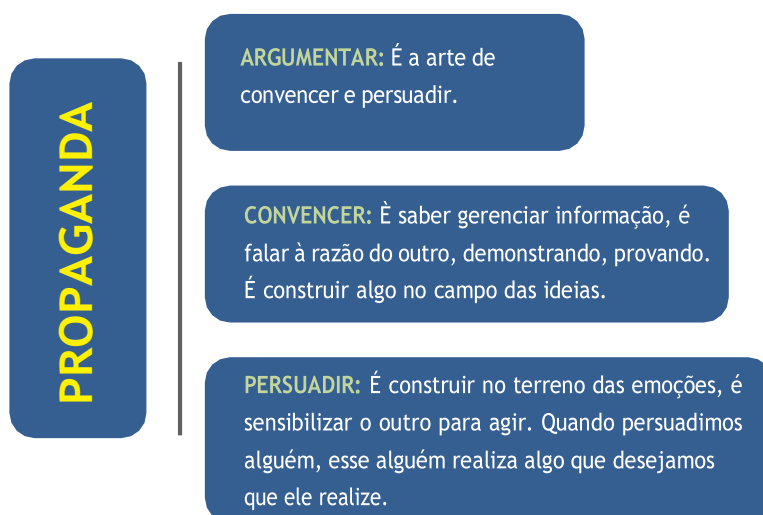 PROPAGANDA
ARGUMENTAR: É a arte de
convencer e persuadir.
CONVENCER: È saber gerenciar informação, é
falar à razão do outro, demonstrando, provando.
É construir algo no campo das ideias.
PERSUADIR: É construir no terreno das emoções, é
sensibilizar o outro para agir. Quando persuadimos
alguém, esse alguém realiza algo que desejamos
que ele realize.